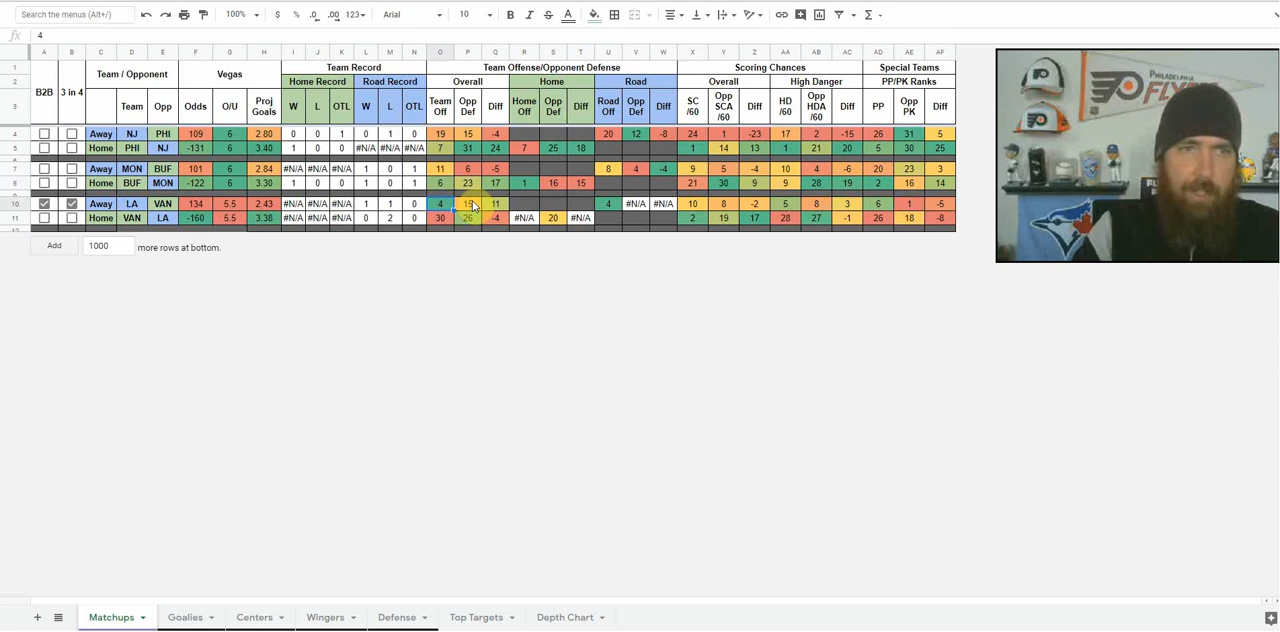 Search the menus (Alt+/)
100% $ % .0 .00 123 Arial 10 B I S A Σ
fx 4
A B C D E F G H I J K L M N O P Q R S T U V W X Y Z AA AB AC AD AE AF
1 B2B 3 in 4 Team / Opponent Vegas Team Record Team Offense/Opponent Defense Scoring Chances Special Teams
2 Home Record Road Record Overall Home Road Overall High Danger PP/PK Ranks
3 Team Opp Odds O/U Proj Goals W L OTL W L OTL Team Off Opp Def Diff Home Off Opp Def Diff Road Off Opp Def Diff SC /60 Opp SCA /60 Diff HD /60 Opp HDA /60 Diff PP Opp PK Diff
4 Away NJ PHI 109 6 2.80 0 0 1 0 1 0 19 15 -4 20 12 -8 24 1 -23 17 2 -15 26 31 5
5 Home PHI NJ -131 6 3.40 1 0 0 #N/A #N/A #N/A 7 31 24 7 25 18 1 14 13 1 21 20 5 30 25
7 Away MON BUF 101 6 2.84 #N/A #N/A #N/A 1 0 1 11 6 -5 8 4 -4 9 5 -4 10 4 -6 20 23 3
8 Home BUF MON -122 6 3.30 1 0 0 1 0 1 6 23 17 1 16 15 21 30 9 9 28 19 2 16 14
10 Away LA VAN 134 5.5 2.43 #N/A #N/A #N/A 1 1 0 4 11 4 #N/A #N/A 10 8 -2 5 8 3 6 1 -5
11 Home VAN LA -160 5.5 3.38 #N/A #N/A #N/A 0 2 0 30 26 -4 #N/A 20 #N/A 2 19 17 28 27 -1 26 18 -8
Add 1000 more rows at bottom.
PHILADELPHIA
FLYERS
Matchups Goalies Centers Wingers Defense Top Targets Depth Chart